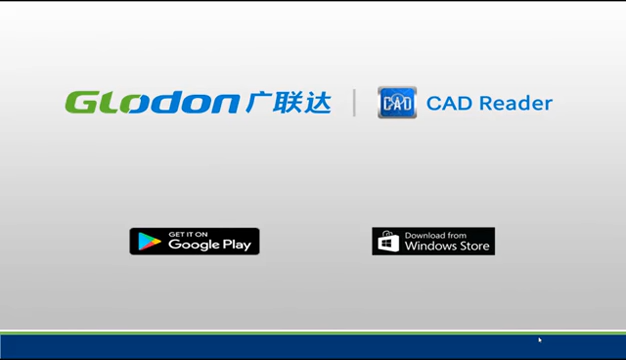 GLodon广联达 | CAD CAD Reader
GET IT ON
Google Play
Download from
Windows Store